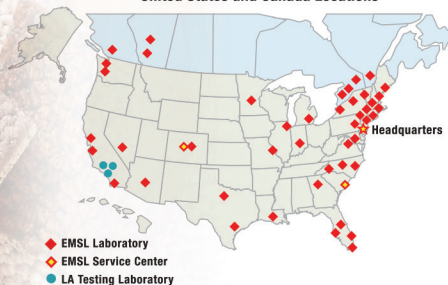 United States and Canada Locations
Headquarters
EMSL Laboratory
EMSL Service Center
LA Testing Laboratory